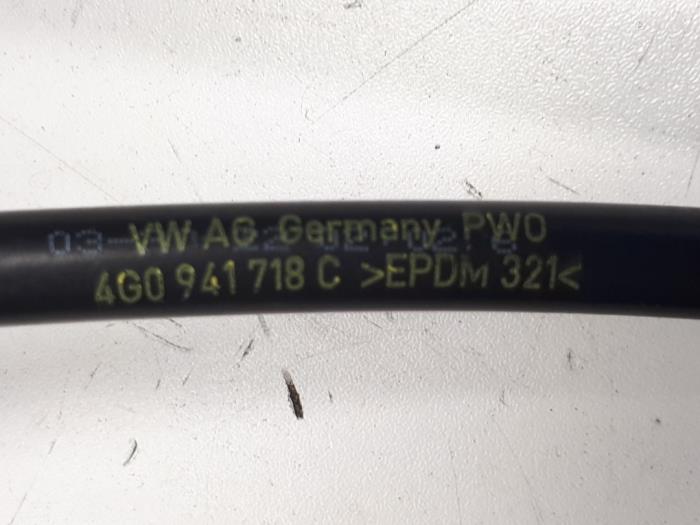 VW AG Germany PWO
4G0 941 718 C >EPDM 321<